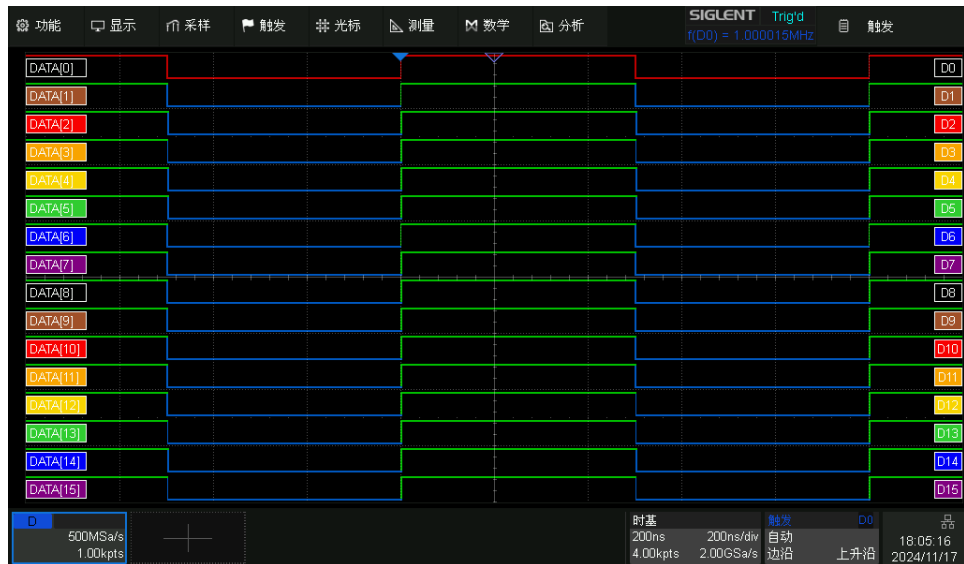 功能 显示 采样 触发 光标 测量 数学 分析 SIGLENT Trig'd 触发
f(D0) = 1.000015MHz
DATA[0] D0
DATA[1] D1
DATA[2] D2
DATA[3] D3
DATA[4] D4
DATA[5] D5
DATA[6] D6
DATA[7] D7
DATA[8] D8
DATA[9] D9
DATA[10] D10
DATA[11] D11
DATA[12] D12
DATA[13] D13
DATA[14] D14
DATA[15] D15
D 时基 触发 D0
500MSa/s 200ns 200ns/div 自动
1.00kpts 4.00kpts 2.00GSa/s 边沿 上升沿
18:05:16
2024/11/17